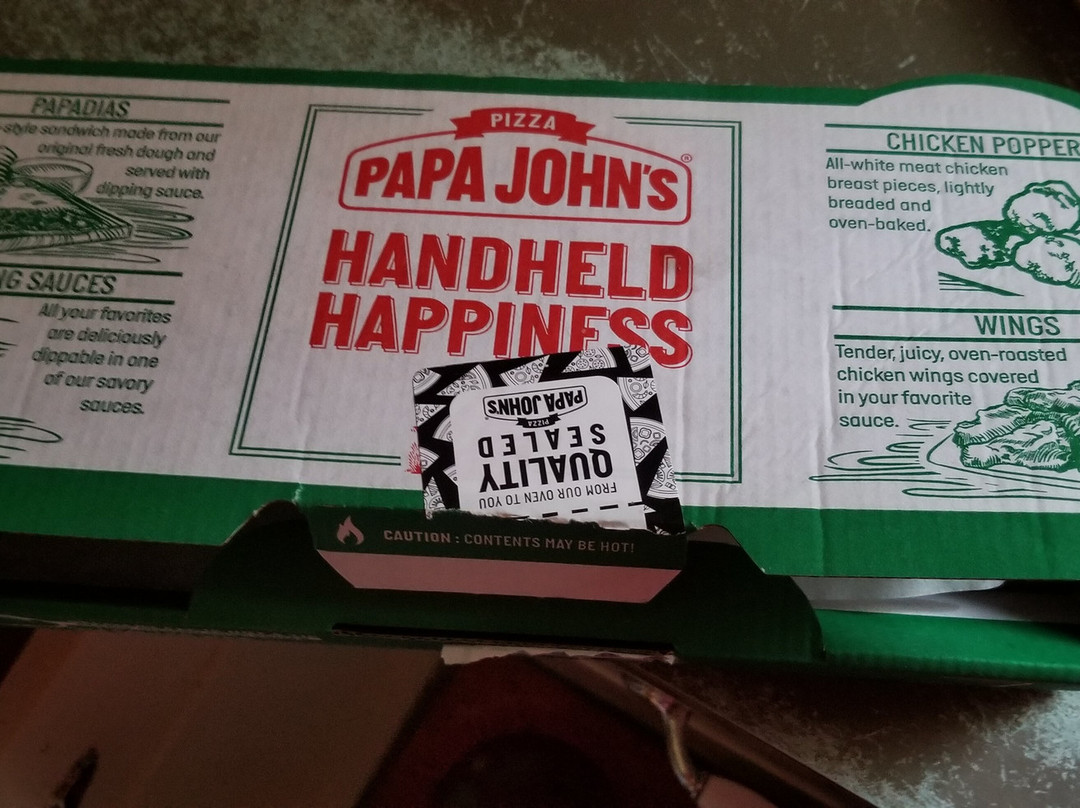 PAPADIAS
-style sandwich made from our
original fresh dough and
served with
dipping sauce.
NG SAUCES
All your favorites
are deliciously
dippable in one
of our savory
sauces.
PIZZA
PAPA JOHN'S®
HANDHELD
HAPPINESS
FROM OUR OVEN TO YOU
QUALITY
SEALED
PIZZA
PAPA JOHNS
CAUTION : CONTENTS MAY BE HOT!
CHICKEN POPPER
All-white meat chicken
breast pieces, lightly
breaded and
oven-baked.
WINGS
Tender, juicy, oven-roasted
chicken wings covered
in your favorite
sauce.